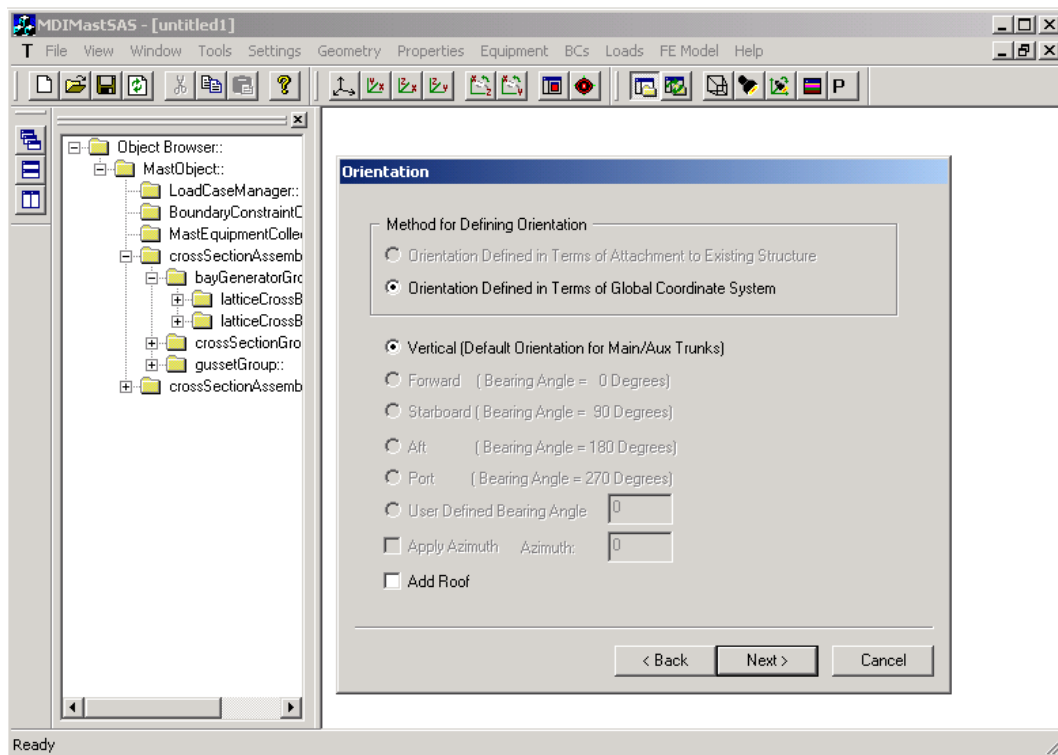 MDIMastSAS - [untitled1]
T File View Window Tools Settings Geometry Properties Equipment BCs Loads FE Model Help
P
Object Browser::
MastObject::
LoadCaseManager::
BoundaryConstraintC
MastEquipmentCollec
crossSectionAssemb
bayGeneratorGro
latticeCrossB
latticeCrossB
crossSectionGro
gussetGroup::
crossSectionAssemb
Orientation
Method for Defining Orientation
Orientation Defined in Terms of Attachment to Existing Structure
Orientation Defined in Terms of Global Coordinate System
Vertical (Default Orientation for Main/Aux Trunks)
Forward ( Bearing Angle = 0 Degrees)
Starboard ( Bearing Angle = 90 Degrees)
Aft ( Bearing Angle = 180 Degrees)
Port ( Bearing Angle = 270 Degrees)
User Defined Bearing Angle 0
Apply Azimuth Azimuth: 0
Add Roof
< Back Next > Cancel
Ready